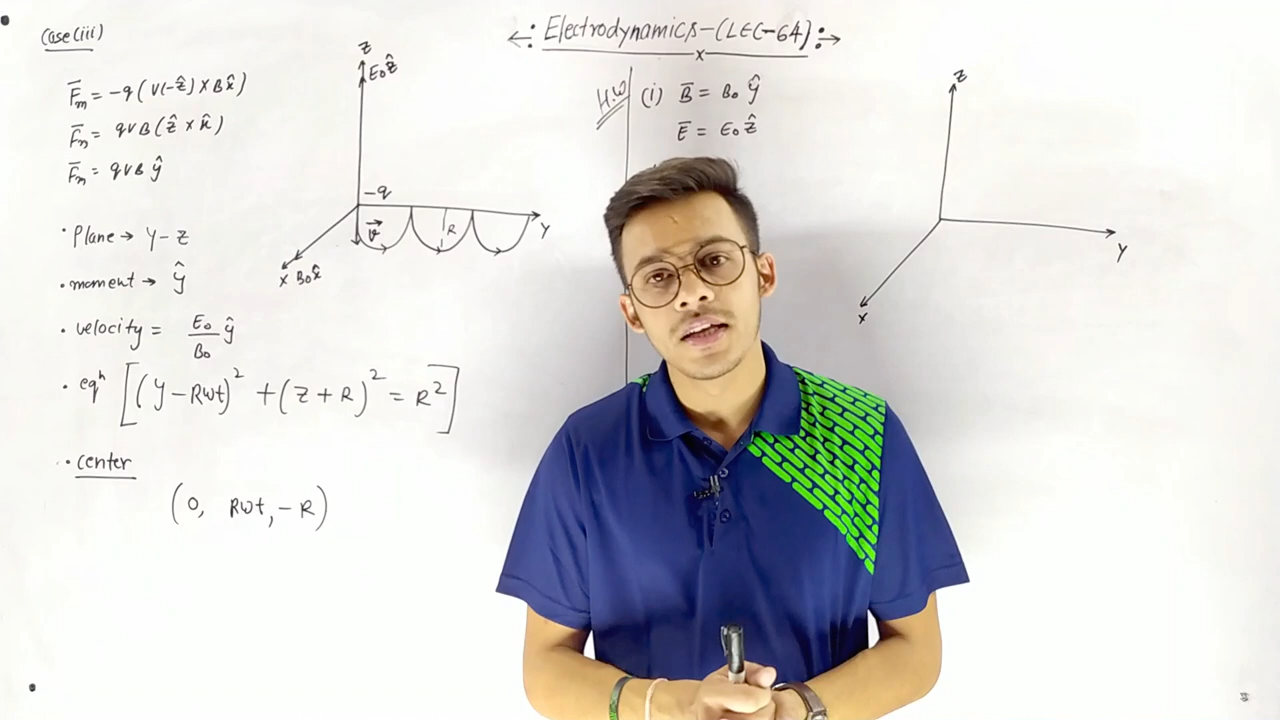 ÷ Electrodynamics-(LEC-64) ÷
x
Case(iii)
F̄m = -q (v(-ẑ) × Bx̂)
F̄m = qvB (ẑ × x̂)
F̄m = qvB ŷ
• Plane → y-z
• moment → ŷ
• velocity = E₀/B₀ ŷ
• eqⁿ [(y-Rωt)² + (z+R)² = R²]
• center
(0, Rωt, -R)
z
E₀ẑ
-q
v⃗
R
y
x B₀x̂
H.W
(i) B̄ = B₀ ŷ
Ē = E₀ ẑ
z
y
x